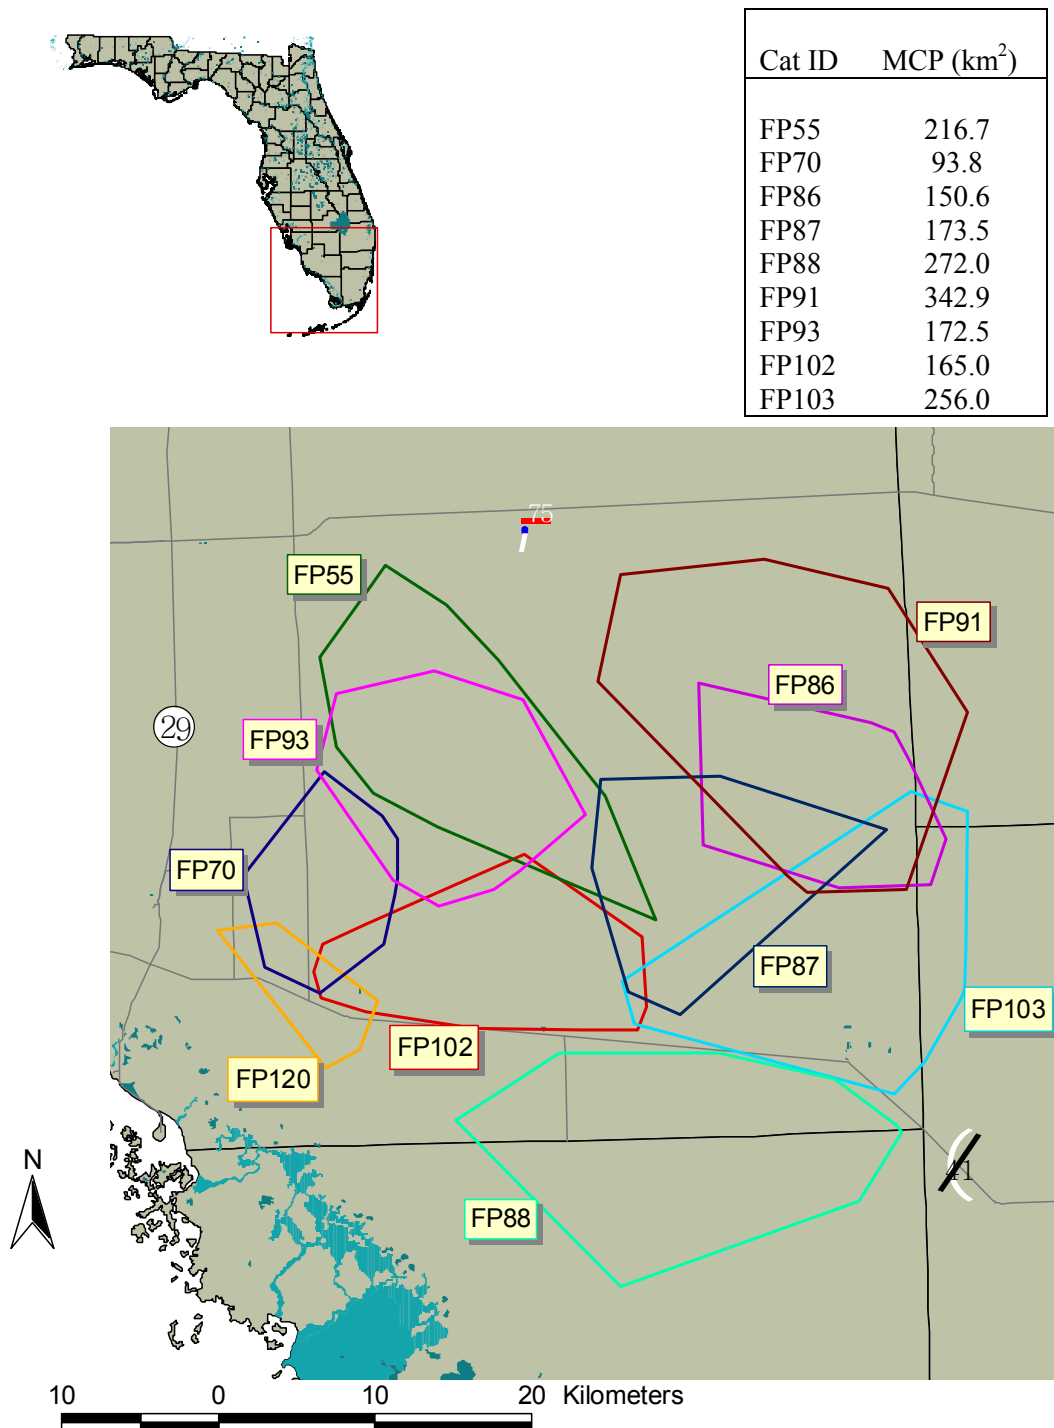 Cat ID MCP (km²)
FP55 216.7
FP70 93.8
FP86 150.6
FP87 173.5
FP88 272.0
FP91 342.9
FP93 172.5
FP102 165.0
FP103 256.0
75
FP55
FP91
FP86
29
FP93
FP70
FP87
FP103
FP102
FP120
41
N
FP88
10 0 10 20 Kilometers